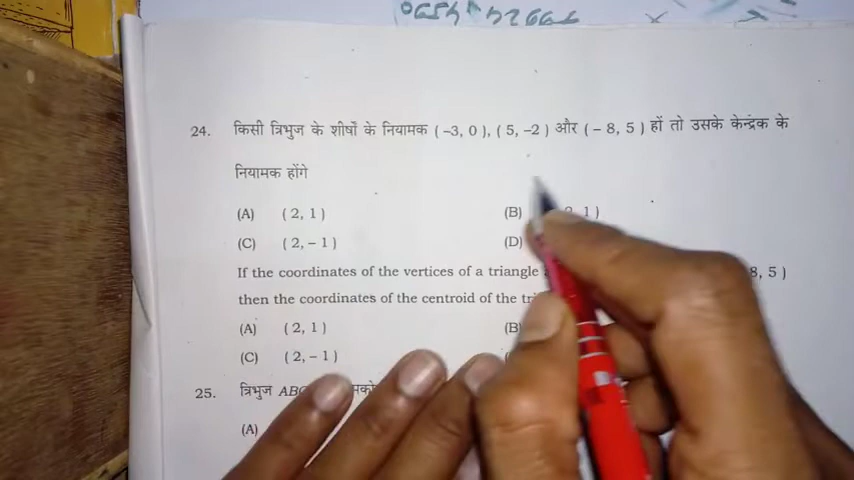 24. किसी त्रिभुज के शीर्षों के नियामक ( –3, 0 ), ( 5, –2 ) और ( – 8, 5 ) हों तो उसके केन्द्रक के
नियामक होंगे
(A) ( 2, 1 ) (B) 2, 1 )
(C) ( 2, – 1 ) (D)
If the coordinates of the vertices of a triangle 8, 5 )
then the coordinates of the centroid of the
(A) ( 2, 1 ) (B)
(C) ( 2, – 1 )
25. त्रिभुज
(A)